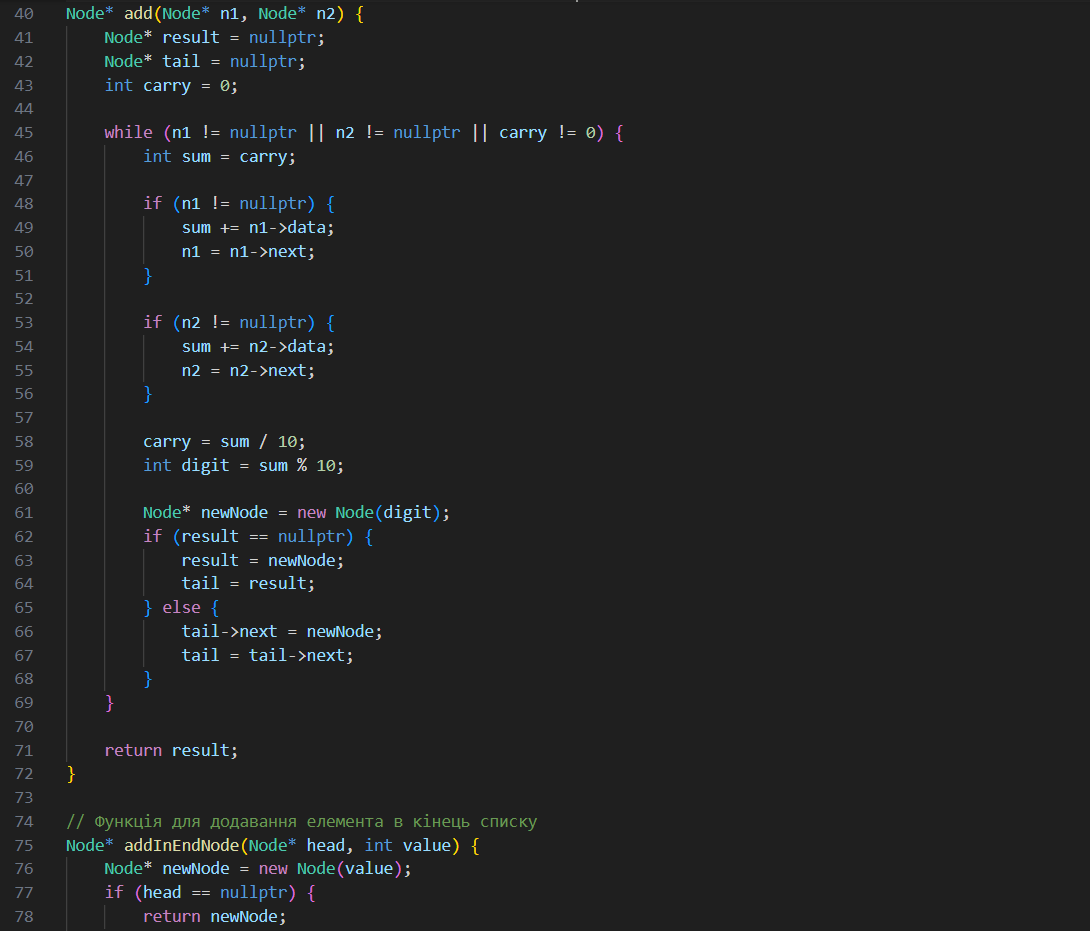 40 Node* add(Node* n1, Node* n2) {
41     Node* result = nullptr;
42     Node* tail = nullptr;
43     int carry = 0;
44
45     while (n1 != nullptr || n2 != nullptr || carry != 0) {
46         int sum = carry;
47
48         if (n1 != nullptr) {
49             sum += n1->data;
50             n1 = n1->next;
51         }
52
53         if (n2 != nullptr) {
54             sum += n2->data;
55             n2 = n2->next;
56         }
57
58         carry = sum / 10;
59         int digit = sum % 10;
60
61         Node* newNode = new Node(digit);
62         if (result == nullptr) {
63             result = newNode;
64             tail = result;
65         } else {
66             tail->next = newNode;
67             tail = tail->next;
68         }
69     }
70
71     return result;
72 }
73
74 // Функція для додавання елемента в кінець списку
75 Node* addInEndNode(Node* head, int value) {
76     Node* newNode = new Node(value);
77     if (head == nullptr) {
78         return newNode;